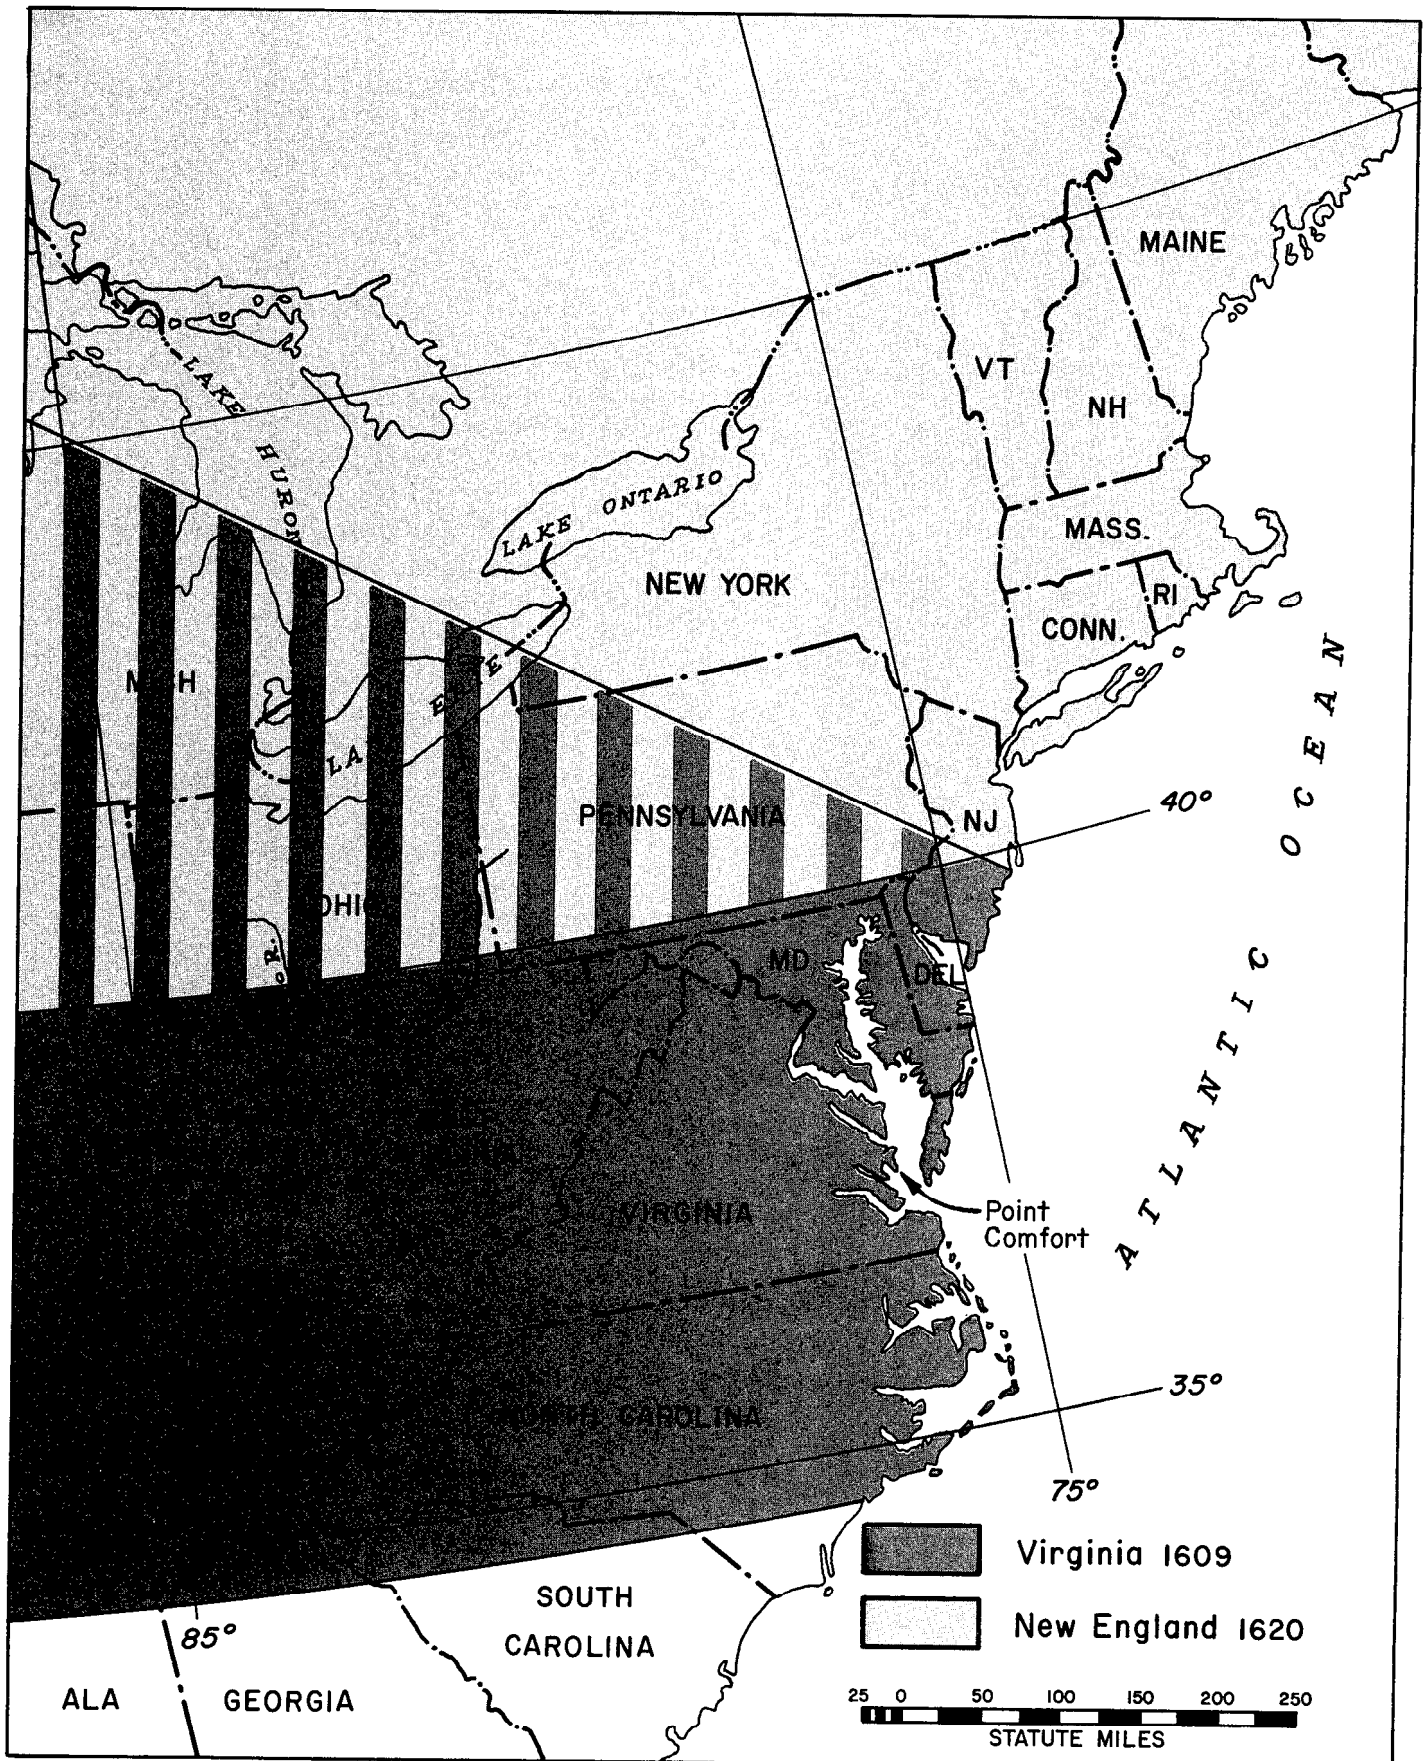 MAINE
VT
NH
LAKE
HURON
LAKE ONTARIO
MASS.
NEW YORK
RI
CONN.
OCEAN
PENNSYLVANIA
NJ
40°
R.
MD
DEL
ATLANTIC
VIRGINIA
Point
Comfort
35°
CAROLINA
75°
Virginia 1609
SOUTH
CAROLINA
New England 1620
85°
ALA
GEORGIA
25 0 50 100 150 200 250
STATUTE MILES